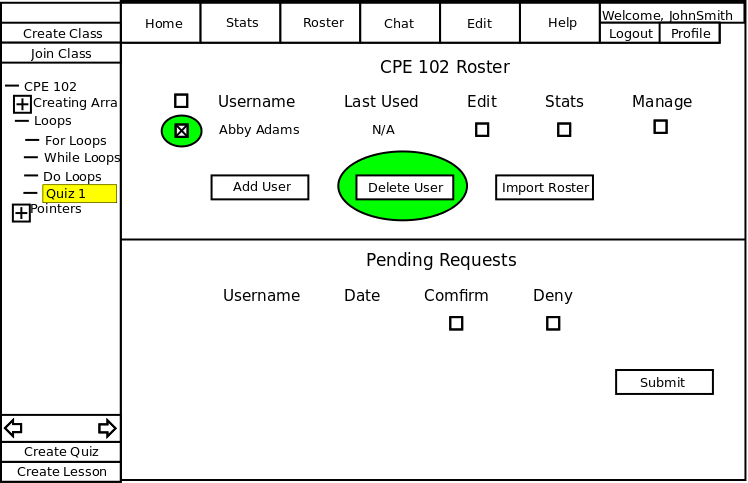 Create Class
Join Class
Home Stats Roster Chat Edit Help
Welcome, JohnSmith
Logout Profile
CPE 102
Creating Arra
Loops
For Loops
While Loops
Do Loops
Quiz 1
Pointers
Create Quiz
Create Lesson
CPE 102 Roster
Username Last Used Edit Stats Manage
Abby Adams N/A
Add User Delete User Import Roster
Pending Requests
Username Date Comfirm Deny
Submit